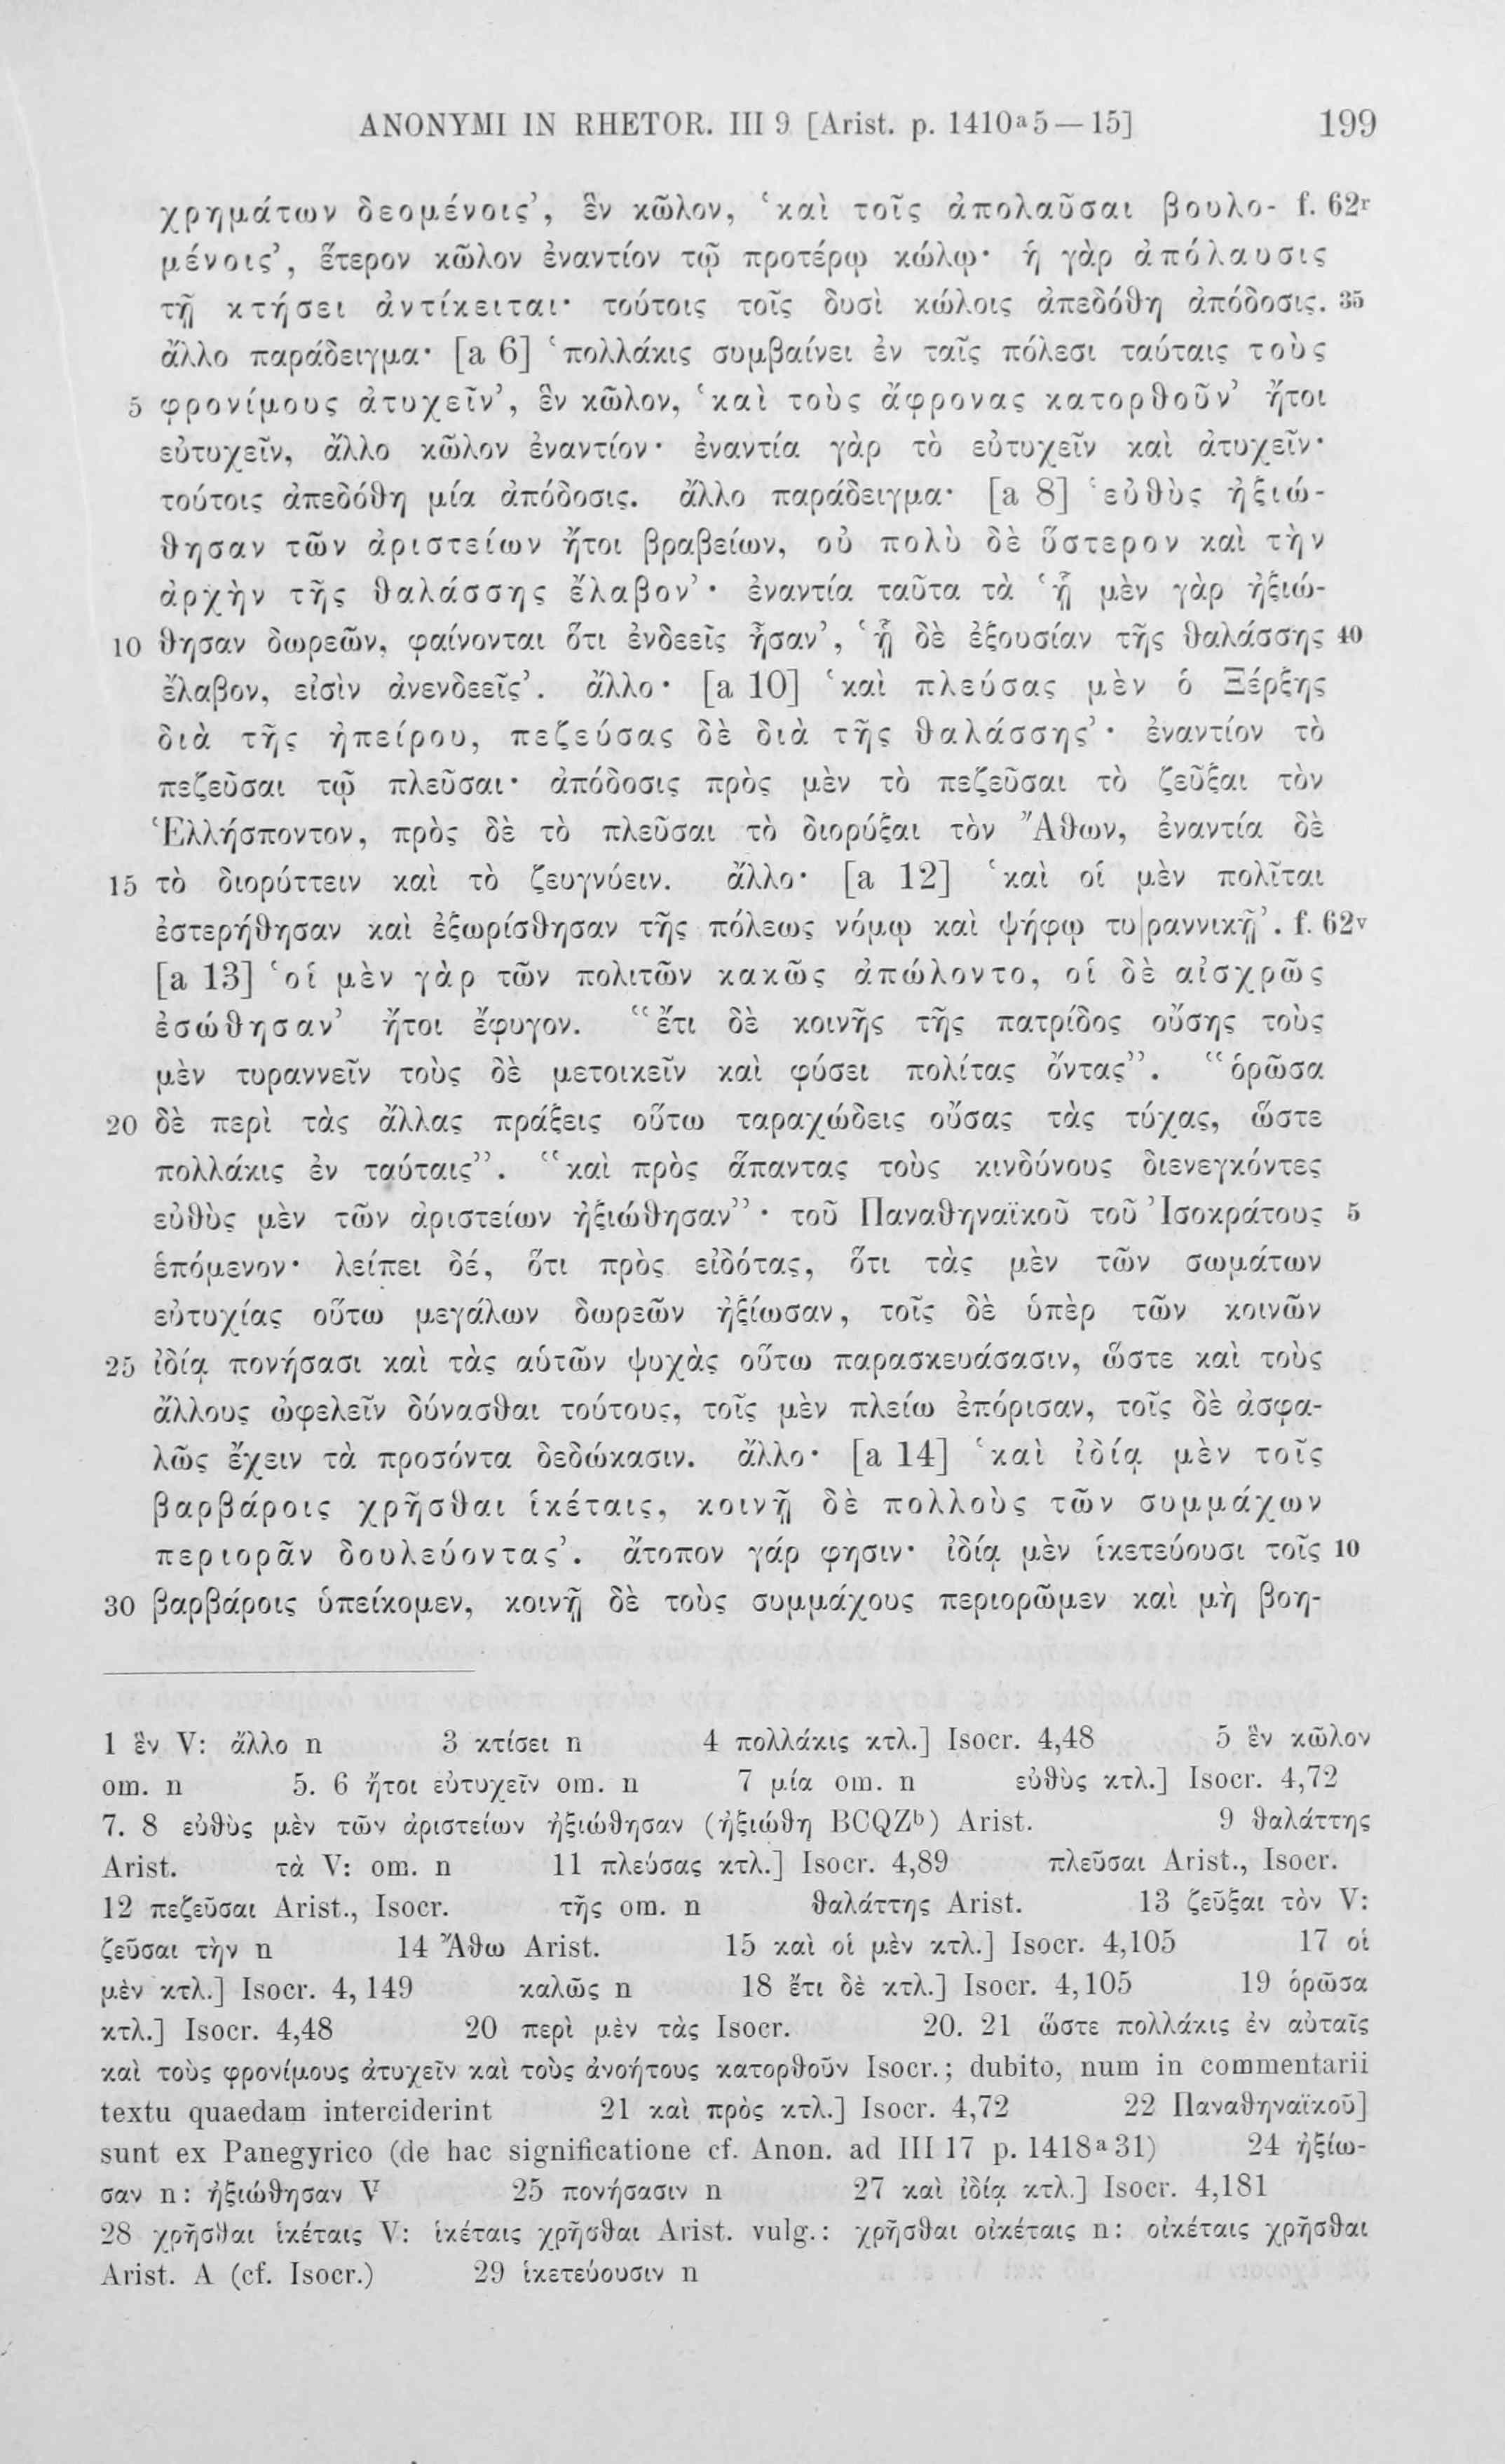 ANONYMI IN RHETOR. III 9 [Arist. p. 1410ᵃ5—15] 199
χρημάτων δεομένοις’, ἓν κῶλον, ‘καὶ τοῖς ἀπολαῦσαι βουλο- f. 62ʳ
μένοις’, ἕτερον κῶλον ἐναντίον τῷ προτέρῳ κώλῳ· ἡ γὰρ ἀπόλαυσις
τῇ κτήσει ἀντίκειται· τούτοις τοῖς δυσὶ κώλοις ἀπεδόθη ἀπόδοσις. 35
ἄλλο παράδειγμα· [a 6] ‘πολλάκις συμβαίνει ἐν ταῖς πόλεσι ταύταις τοὺς
5 φρονίμους ἀτυχεῖν’, ἓν κῶλον, ‘καὶ τοὺς ἄφρονας κατορθοῦν’ ἤτοι
εὐτυχεῖν, ἄλλο κῶλον ἐναντίον· ἐναντία γὰρ τὸ εὐτυχεῖν καὶ ἀτυχεῖν·
τούτοις ἀπεδόθη μία ἀπόδοσις. ἄλλο παράδειγμα· [a 8] ‘εὐθὺς ἠξιώ-
θησαν τῶν ἀριστείων ἤτοι βραβείων, οὐ πολὺ δὲ ὕστερον καὶ τὴν
ἀρχὴν τῆς θαλάσσης ἔλαβον’· ἐναντία ταῦτα τὰ ‘ᾗ μὲν γὰρ ἠξιώ-
10 θησαν δωρεῶν, φαίνονται ὅτι ἐνδεεῖς ἦσαν’, ‘ᾗ δὲ ἐξουσίαν τῆς θαλάσσης 40
ἔλαβον, εἰσὶν ἀνενδεεῖς’. ἄλλο· [a 10] ‘καὶ πλεύσας μὲν ὁ Ξέρξης
διὰ τῆς ἠπείρου, πεζεύσας δὲ διὰ τῆς θαλάσσης’· ἐναντίον τὸ
πεζεῦσαι τῷ πλεῦσαι· ἀπόδοσις πρὸς μὲν τὸ πεζεῦσαι τὸ ζεῦξαι τὸν
Ἑλλήσποντον, πρὸς δὲ τὸ πλεῦσαι τὸ διορύξαι τὸν Ἄθων, ἐναντία δὲ
15 τὸ διορύττειν καὶ τὸ ζευγνύειν. ἄλλο· [a 12] ‘καὶ οἱ μὲν πολῖται
ἐστερήθησαν καὶ ἐξωρίσθησαν τῆς πόλεως νόμῳ καὶ ψήφῳ τυ|ραννικῇ’. f. 62ᵛ
[a 13] ‘οἱ μὲν γὰρ τῶν πολιτῶν κακῶς ἀπώλοντο, οἱ δὲ αἰσχρῶς
ἐσώθησαν’ ἤτοι ἔφυγον. “ἔτι δὲ κοινῆς τῆς πατρίδος οὔσης τοὺς
μὲν τυραννεῖν τοὺς δὲ μετοικεῖν καὶ φύσει πολίτας ὄντας”. “ὁρῶσα
20 δὲ περὶ τὰς ἄλλας πράξεις οὕτω ταραχώδεις οὔσας τὰς τύχας, ὥστε
πολλάκις ἐν ταύταις”. “καὶ πρὸς ἅπαντας τοὺς κινδύνους διενεγκόντες
εὐθὺς μὲν τῶν ἀριστείων ἠξιώθησαν”· τοῦ Παναθηναϊκοῦ τοῦ Ἰσοκράτους 5
ἑπόμενον· λείπει δέ, ὅτι πρὸς εἰδότας, ὅτι τὰς μὲν τῶν σωμάτων
εὐτυχίας οὕτω μεγάλων δωρεῶν ἠξίωσαν, τοῖς δὲ ὑπὲρ τῶν κοινῶν
25 ἰδίᾳ πονήσασι καὶ τὰς αὑτῶν ψυχὰς οὕτω παρασκευάσασιν, ὥστε καὶ τοὺς
ἄλλους ὠφελεῖν δύνασθαι τούτους, τοῖς μὲν πλείω ἐπόρισαν, τοῖς δὲ ἀσφα-
λῶς ἔχειν τὰ προσόντα δεδώκασιν. ἄλλο· [a 14] ‘καὶ ἰδίᾳ μὲν τοῖς
βαρβάροις χρῆσθαι ἱκέταις, κοινῇ δὲ πολλοὺς τῶν συμμάχων
περιορᾶν δουλεύοντας’. ἄτοπον γάρ φησιν· ἰδίᾳ μὲν ἱκετεύουσι τοῖς 10
30 βαρβάροις ὑπείκομεν, κοινῇ δὲ τοὺς συμμάχους περιορῶμεν καὶ μὴ βοη-
1 ἓν V: ἄλλο n 3 κτίσει n 4 πολλάκις κτλ.] Isocr. 4,48 5 ἓν κῶλον
om. n 5. 6 ἤτοι εὐτυχεῖν om. n 7 μία om. n εὐθὺς κτλ.] Isocr. 4,72
7. 8 εὐθὺς μὲν τῶν ἀριστείων ἠξιώθησαν (ἠξιώθη BCQZᵇ) Arist. 9 θαλάττης
Arist. τὰ V: om. n 11 πλεύσας κτλ.] Isocr. 4,89 πλεῦσαι Arist., Isocr.
12 πεζεῦσαι Arist., Isocr. τῆς om. n θαλάττης Arist. 13 ζεῦξαι τὸν V:
ζεῦσαι τὴν n 14 Ἄθω Arist. 15 καὶ οἱ μὲν κτλ.] Isocr. 4,105 17 οἱ
μὲν κτλ.] Isocr. 4,149 καλῶς n 18 ἔτι δὲ κτλ.] Isocr. 4,105 19 ὁρῶσα
κτλ.] Isocr. 4,48 20 περὶ μὲν τὰς Isocr. 20. 21 ὥστε πολλάκις ἐν αὐταῖς
καὶ τοὺς φρονίμους ἀτυχεῖν καὶ τοὺς ἀνοήτους κατορθοῦν Isocr.; dubito, num in commentarii
textu quaedam interciderint 21 καὶ πρὸς κτλ.] Isocr. 4,72 22 Παναθηναϊκοῦ]
sunt ex Panegyrico (de hac significatione cf. Anon. ad III 17 p. 1418ᵃ31) 24 ἠξίω-
σαν n: ἠξιώθησαν V 25 πονήσασιν n 27 καὶ ἰδίᾳ κτλ.] Isocr. 4,181
28 χρῆσθαι ἱκέταις V: ἱκέταις χρῆσθαι Arist. vulg.: χρῆσθαι οἰκέταις n: οἰκέταις χρῆσθαι
Arist. A (cf. Isocr.) 29 ἱκετεύουσιν n